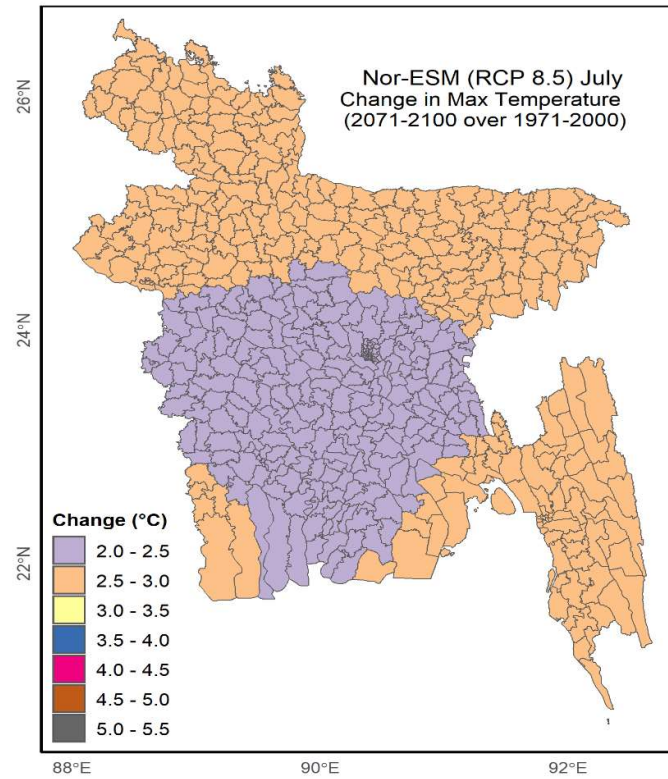 Nor-ESM (RCP 8.5) July
Change in Max Temperature
(2071-2100 over 1971-2000)
26°N
24°N
22°N
Change (°C)
2.0 - 2.5
2.5 - 3.0
3.0 - 3.5
3.5 - 4.0
4.0 - 4.5
4.5 - 5.0
5.0 - 5.5
88°E
90°E
92°E